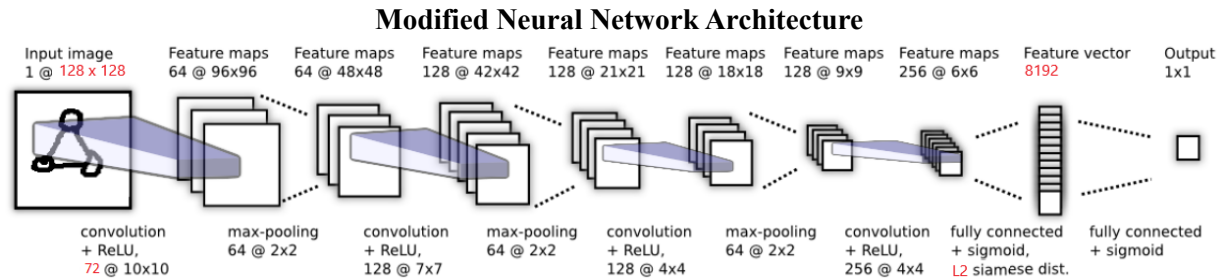 Modified Neural Network Architecture
Input image
1 @ 128 x 128
Feature maps
64 @ 96x96
Feature maps
64 @ 48x48
Feature maps
128 @ 42x42
Feature maps
128 @ 21x21
Feature maps
128 @ 18x18
Feature maps
128 @ 9x9
Feature maps
256 @ 6x6
Feature vector
8192
Output
1x1
convolution
+ ReLU,
72 @ 10x10
max-pooling
64 @ 2x2
convolution
+ ReLU,
128 @ 7x7
max-pooling
64 @ 2x2
convolution
+ ReLU,
128 @ 4x4
max-pooling
64 @ 2x2
convolution
+ ReLU,
256 @ 4x4
fully connected
+ sigmoid,
L2 siamese dist.
fully connected
+ sigmoid